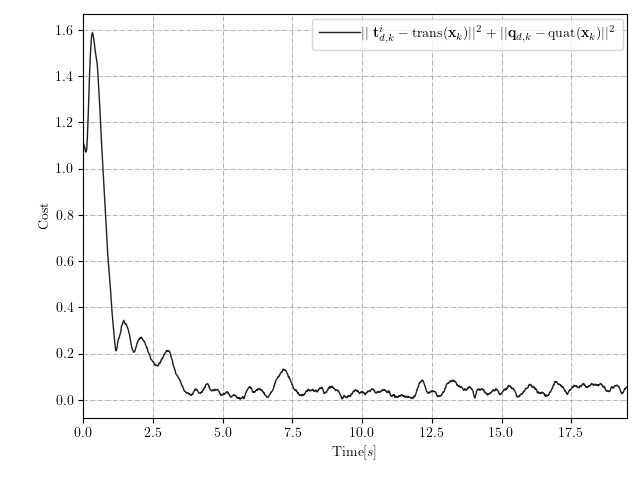 || t^i_{d,k} − trans(x_k)||² + ||q_{d,k} − quat(x_k)||²
1.6
1.4
1.2
1.0
0.8
0.6
0.4
0.2
0.0
Cost
0.0 2.5 5.0 7.5 10.0 12.5 15.0 17.5
Time[s]